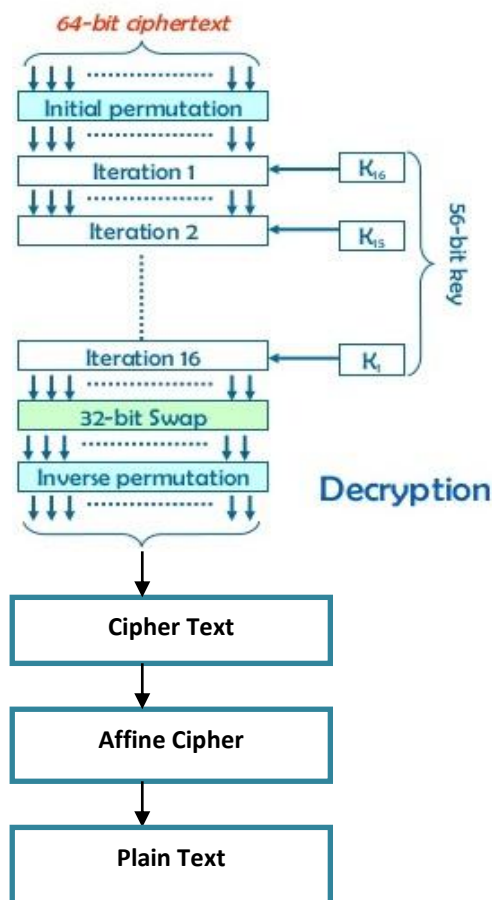 64-bit ciphertext
Initial permutation
Iteration 1
K16
Iteration 2
K15
56-bit key
Iteration 16
K1
32-bit Swap
Inverse permutation
Decryption
Cipher Text
Affine Cipher
Plain Text